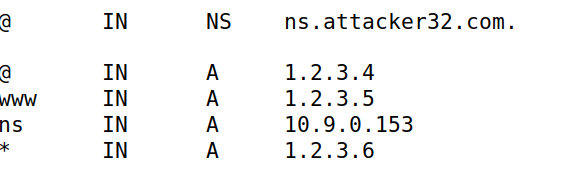 @ IN NS ns.attacker32.com.
@ IN A 1.2.3.4
www IN A 1.2.3.5
ns IN A 10.9.0.153
* IN A 1.2.3.6